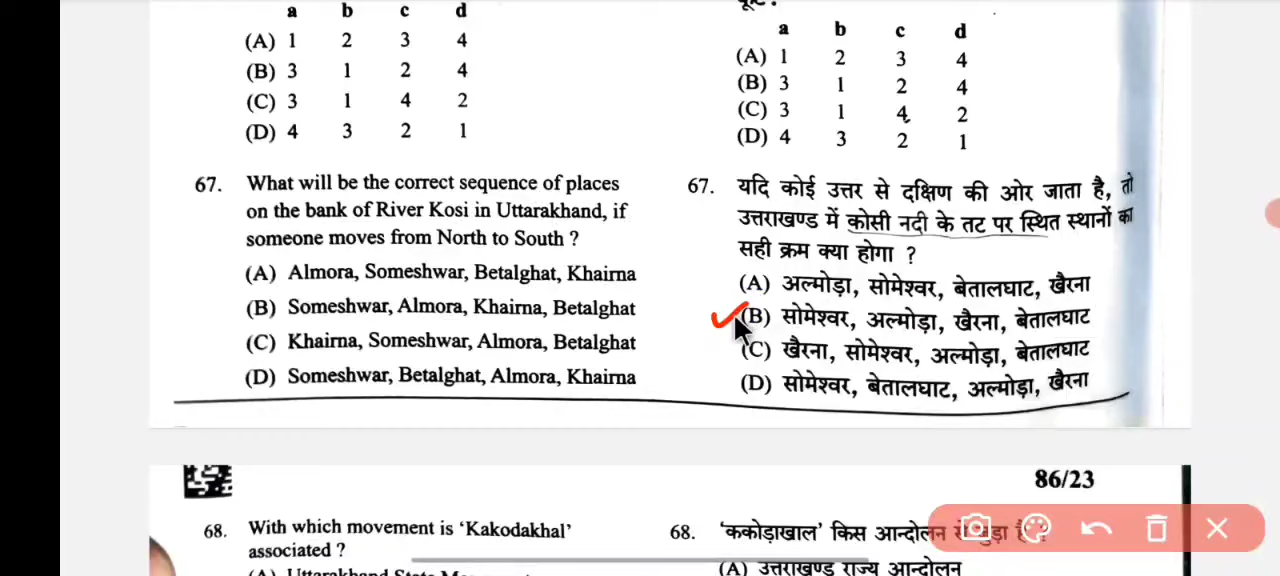 a b c d
(A) 1 2 3 4
(B) 3 1 2 4
(C) 3 1 4 2
(D) 4 3 2 1
67. What will be the correct sequence of places
on the bank of River Kosi in Uttarakhand, if
someone moves from North to South ?
(A) Almora, Someshwar, Betalghat, Khairna
(B) Someshwar, Almora, Khairna, Betalghat
(C) Khairna, Someshwar, Almora, Betalghat
(D) Someshwar, Betalghat, Almora, Khairna
68. With which movement is ‘Kakodakhal’
associated ?
a b c d
(A) 1 2 3 4
(B) 3 1 2 4
(C) 3 1 4 2
(D) 4 3 2 1
67. यदि कोई उत्तर से दक्षिण की ओर जाता है, तो
उत्तराखण्ड में कोसी नदी के तट पर स्थित स्थानों का
सही क्रम क्या होगा ?
(A) अल्मोड़ा, सोमेश्वर, बेतालघाट, खैरना
(B) सोमेश्वर, अल्मोड़ा, खैरना, बेतालघाट
(C) खैरना, सोमेश्वर, अल्मोड़ा, बेतालघाट
(D) सोमेश्वर, बेतालघाट, अल्मोड़ा, खैरना
86/23
68. ‘ककोड़ाखाल’ किस आन्दोलन
(A) उत्तराखण्ड राज्य आन्दोलन